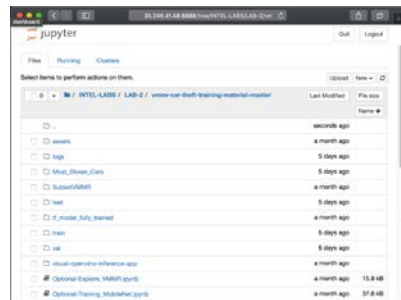 dashboard
jupyter
Quit Logout
Files Running Clusters
Select items to perform actions on them.
Upload New
0 / INTEL-LABS / LAB-2 / vmmr-car-theft-training-material-master
Last Modified File size
Name
.. seconds ago
assets a month ago
logs 5 days ago
Most_Stolen_Cars 5 days ago
SubsetVMMR a month ago
test 5 days ago
tf_model_fully_trained a month ago
train 5 days ago
val 5 days ago
visual-openvino-inference-app a month ago
Optional-Explore_VMMR.ipynb a month ago 15.9 kB
Optional-Training_MobileNet.ipynb a month ago 37.8 kB